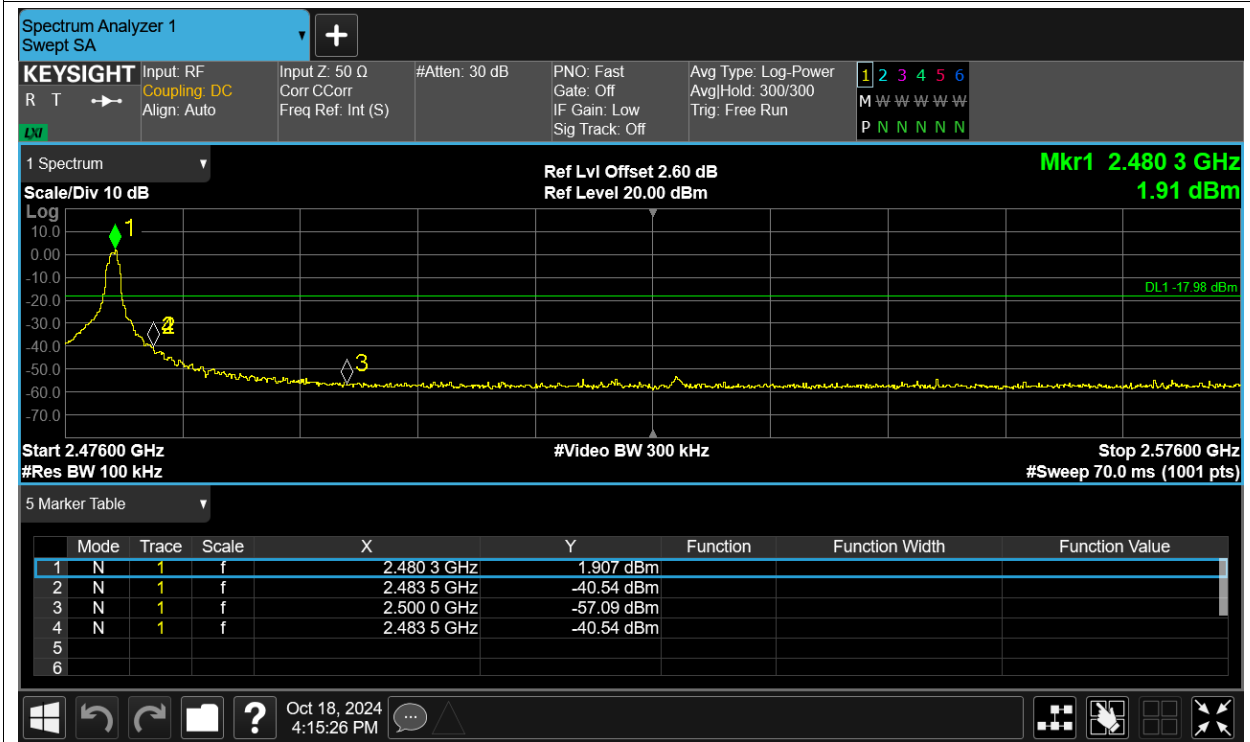 Spectrum Analyzer 1
Swept SA
KEYSIGHT
R T
LXI
Input: RF
Coupling: DC
Align: Auto
Input Z: 50 Ω
Corr CCorr
Freq Ref: Int (S)
#Atten: 30 dB
PNO: Fast
Gate: Off
IF Gain: Low
Sig Track: Off
Avg Type: Log-Power
Avg|Hold: 300/300
Trig: Free Run
1 2 3 4 5 6
M W W W W W
P N N N N N
1 Spectrum
Scale/Div 10 dB
Ref Lvl Offset 2.60 dB
Ref Level 20.00 dBm
Mkr1 2.480 3 GHz
1.91 dBm
Log
10.0
0.00
-10.0
-20.0
-30.0
-40.0
-50.0
-60.0
-70.0
1
3
DL1 -17.98 dBm
Start 2.47600 GHz
#Res BW 100 kHz
#Video BW 300 kHz
Stop 2.57600 GHz
#Sweep 70.0 ms (1001 pts)
5 Marker Table
Mode Trace Scale X Y Function Function Width Function Value
1 N 1 f 2.480 3 GHz 1.907 dBm
2 N 1 f 2.483 5 GHz -40.54 dBm
3 N 1 f 2.500 0 GHz -57.09 dBm
4 N 1 f 2.483 5 GHz -40.54 dBm
5
6
?
Oct 18, 2024
4:15:26 PM